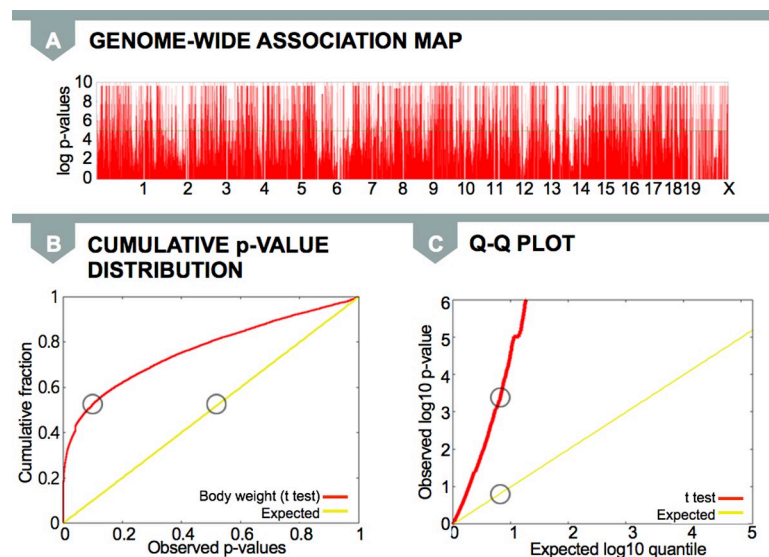 A
GENOME-WIDE ASSOCIATION MAP
log p-values
10
8
6
4
2
0
1 2 3 4 5 6 7 8 9 10 11 12 13 14 15 16 17 18 19 X
B
CUMULATIVE p-VALUE
DISTRIBUTION
Cumulative fraction
1
0.8
0.6
0.4
0.2
0
0 0.2 0.4 0.6 0.8 1
Body weight (t test)
Expected
Observed p-values
C
Q-Q PLOT
Observed log10 p-value
6
5
4
3
2
1
0
0 1 2 3 4 5
t test
Expected
Expected log10 quantile